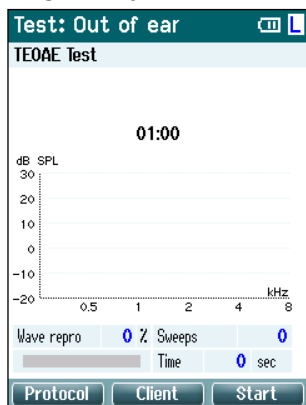 Test: Out of ear L
TEOAE Test
01:00
dB SPL
30
20
10
0
-10
-20
kHz
0.5 1 2 4 8
Wave repro 0 % Sweeps 0
Time 0 sec
Protocol Client Start